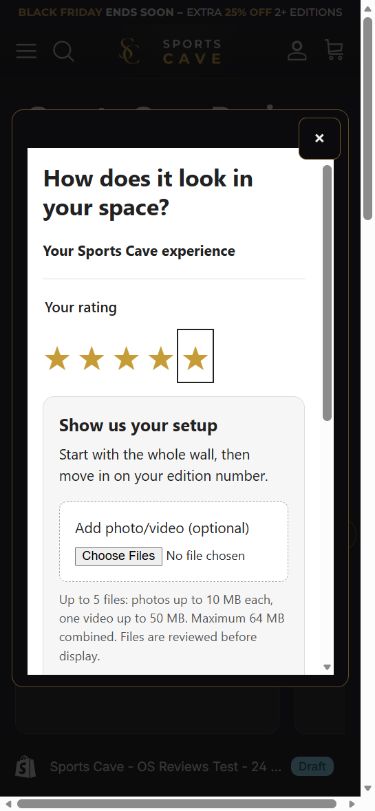 BLACK FRIDAY ENDS SOON – EXTRA 25% OFF 2+ EDITIONS
SC SPORTS
CAVE
×
How does it look in
your space?
Your Sports Cave experience
Your rating
Show us your setup
Start with the whole wall, then
move in on your edition number.
Add photo/video (optional)
Choose Files No file chosen
Up to 5 files: photos up to 10 MB each,
one video up to 50 MB. Maximum 64 MB
combined. Files are reviewed before
display.
Sports Cave - OS Reviews Test - 24 ... Draft